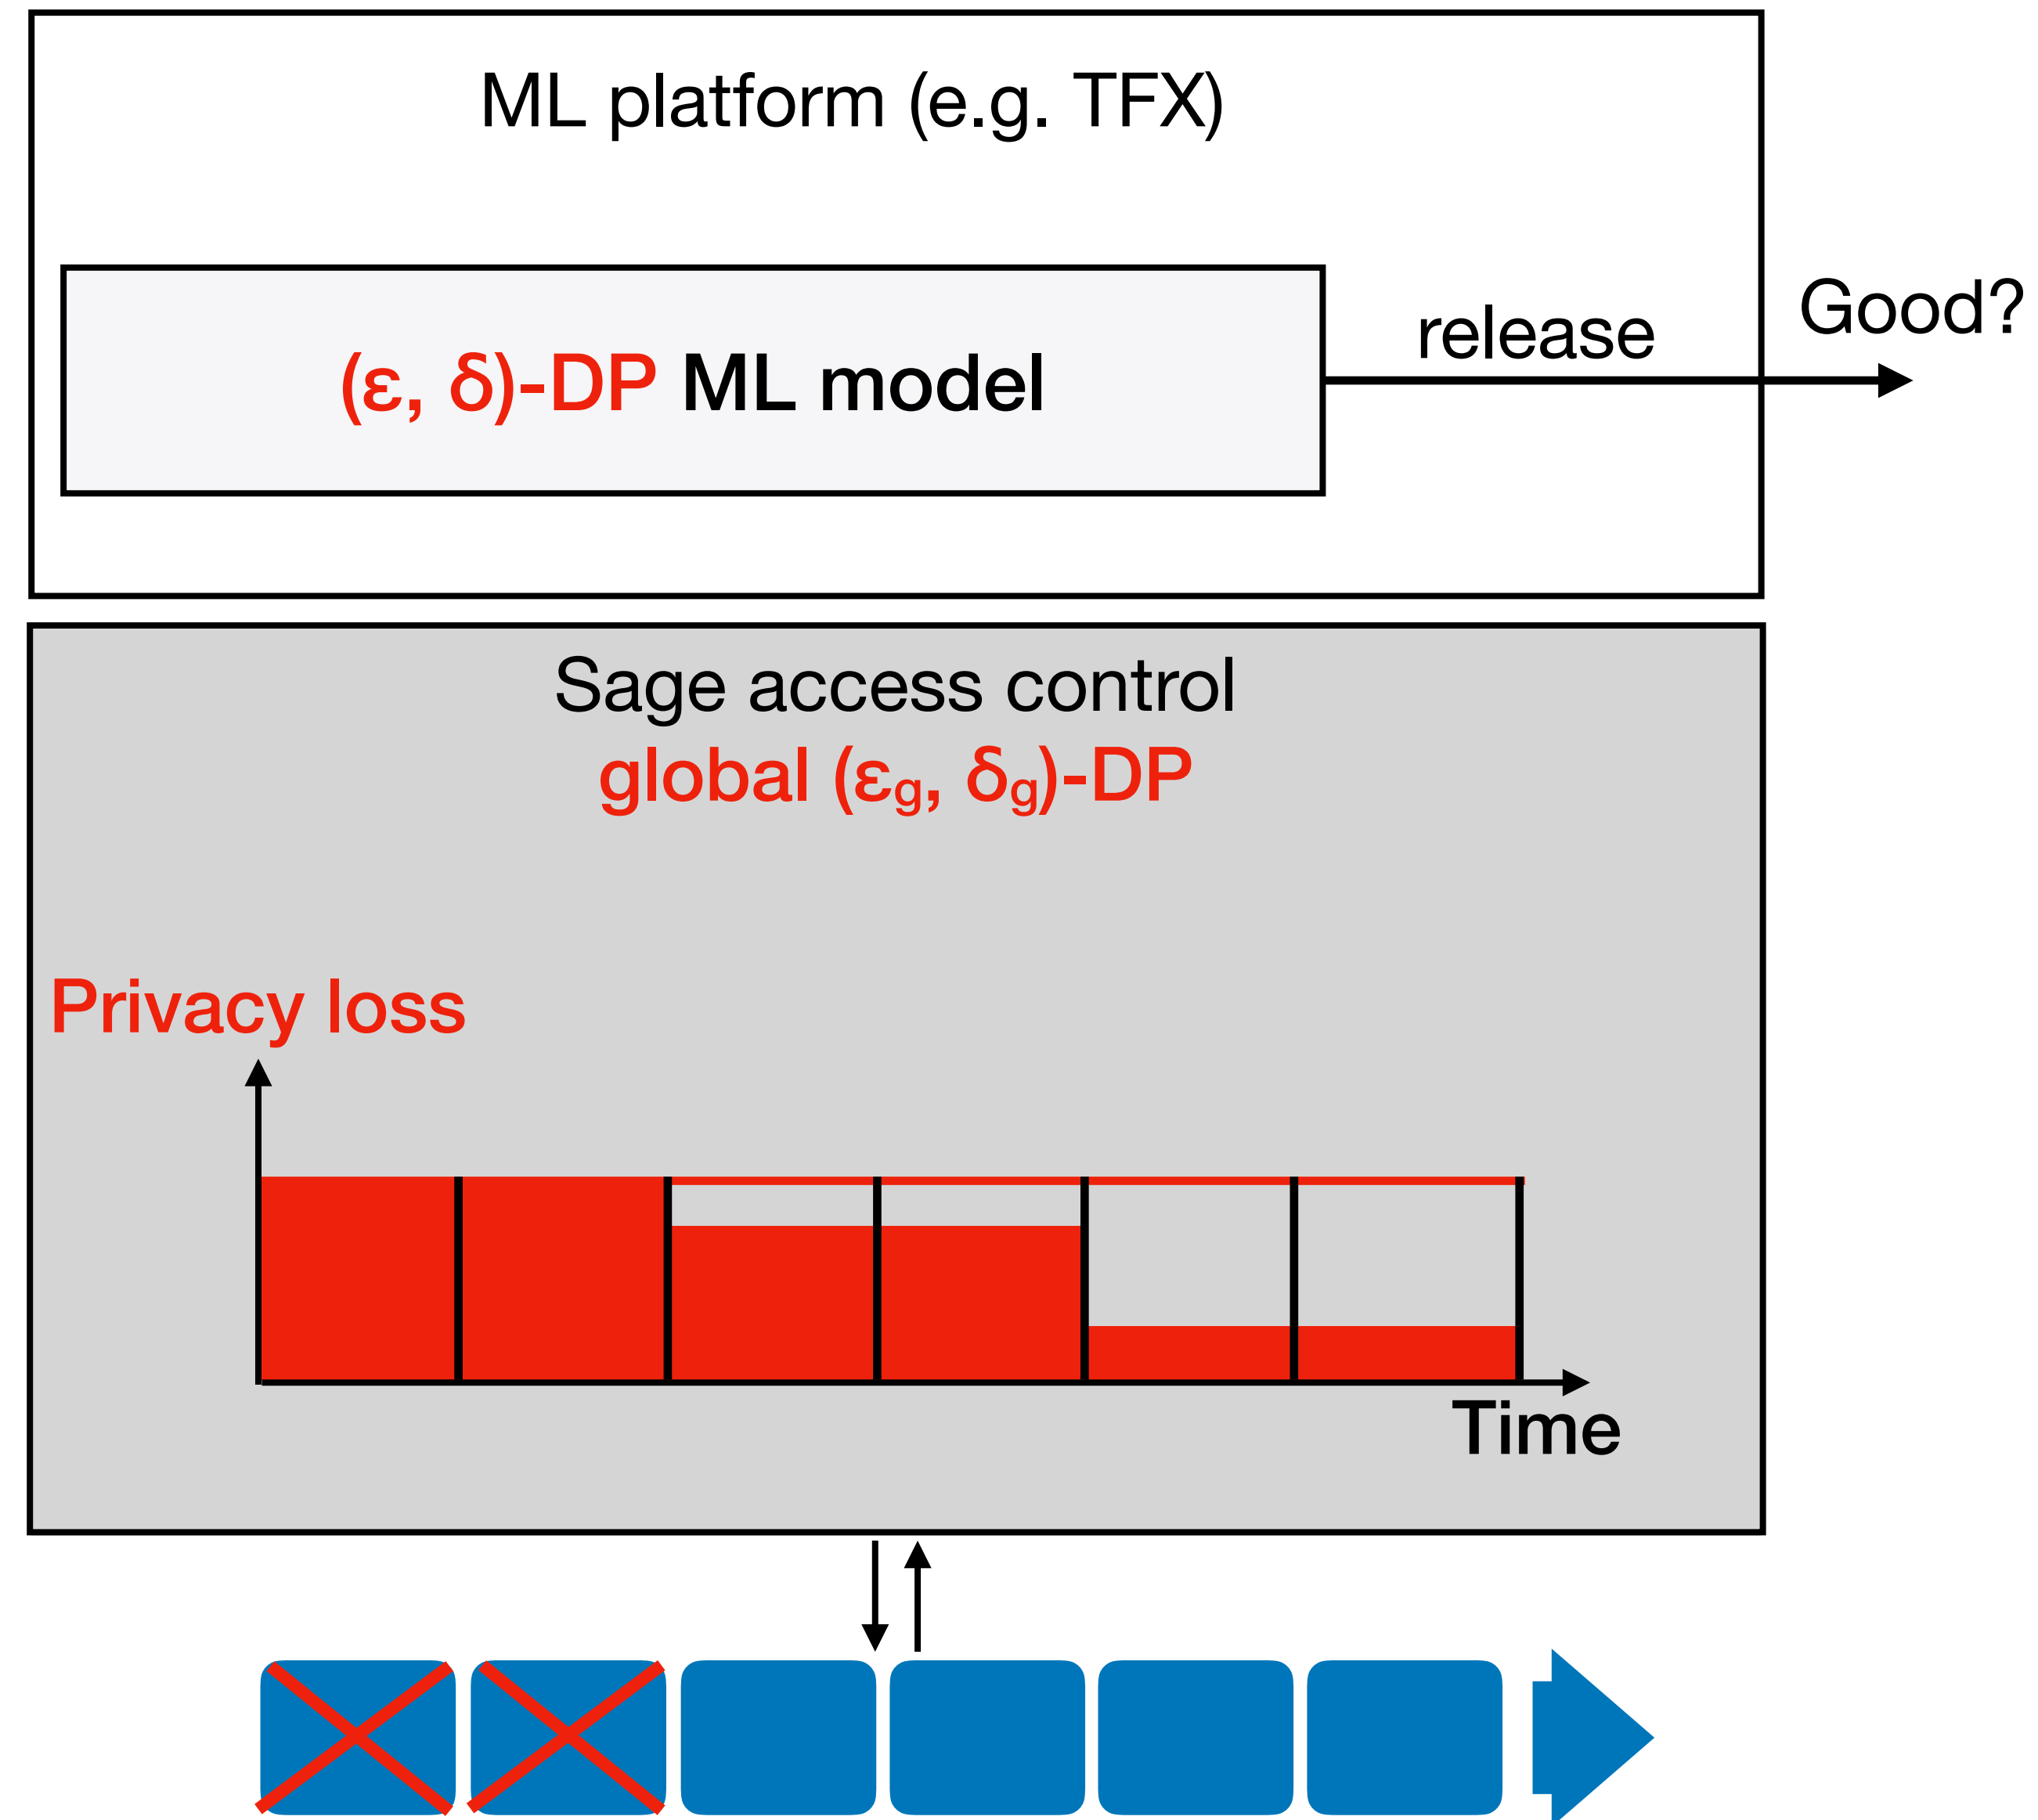 ML platform (e.g. TFX)
Good?
release
(ε, δ)-DP ML model
Sage access control
global (εg, δg)-DP
Privacy loss
Time